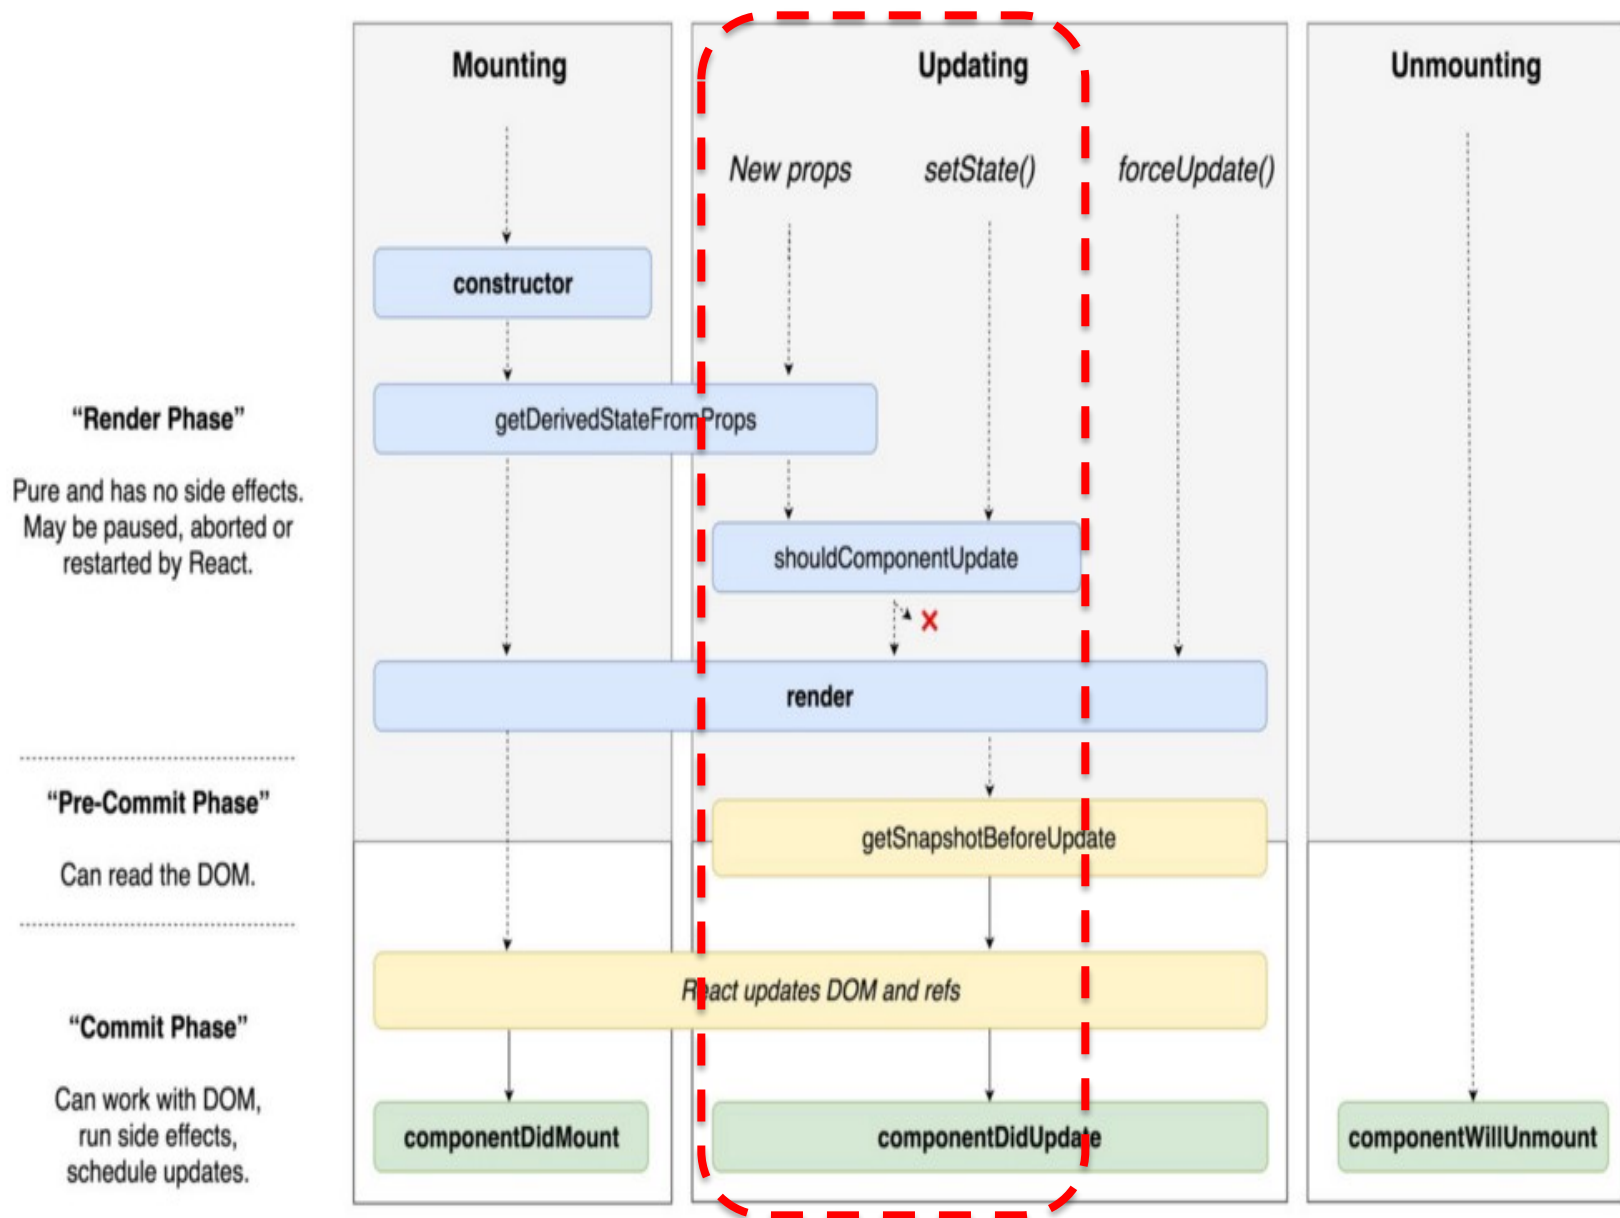 Mounting
Updating
Unmounting
New props
setState()
forceUpdate()
constructor
getDerivedStateFromProps
“Render Phase”
Pure and has no side effects.
May be paused, aborted or
restarted by React.
shouldComponentUpdate
render
“Pre-Commit Phase”
Can read the DOM.
getSnapshotBeforeUpdate
React updates DOM and refs
“Commit Phase”
Can work with DOM,
run side effects,
schedule updates.
componentDidMount
componentDidUpdate
componentWillUnmount